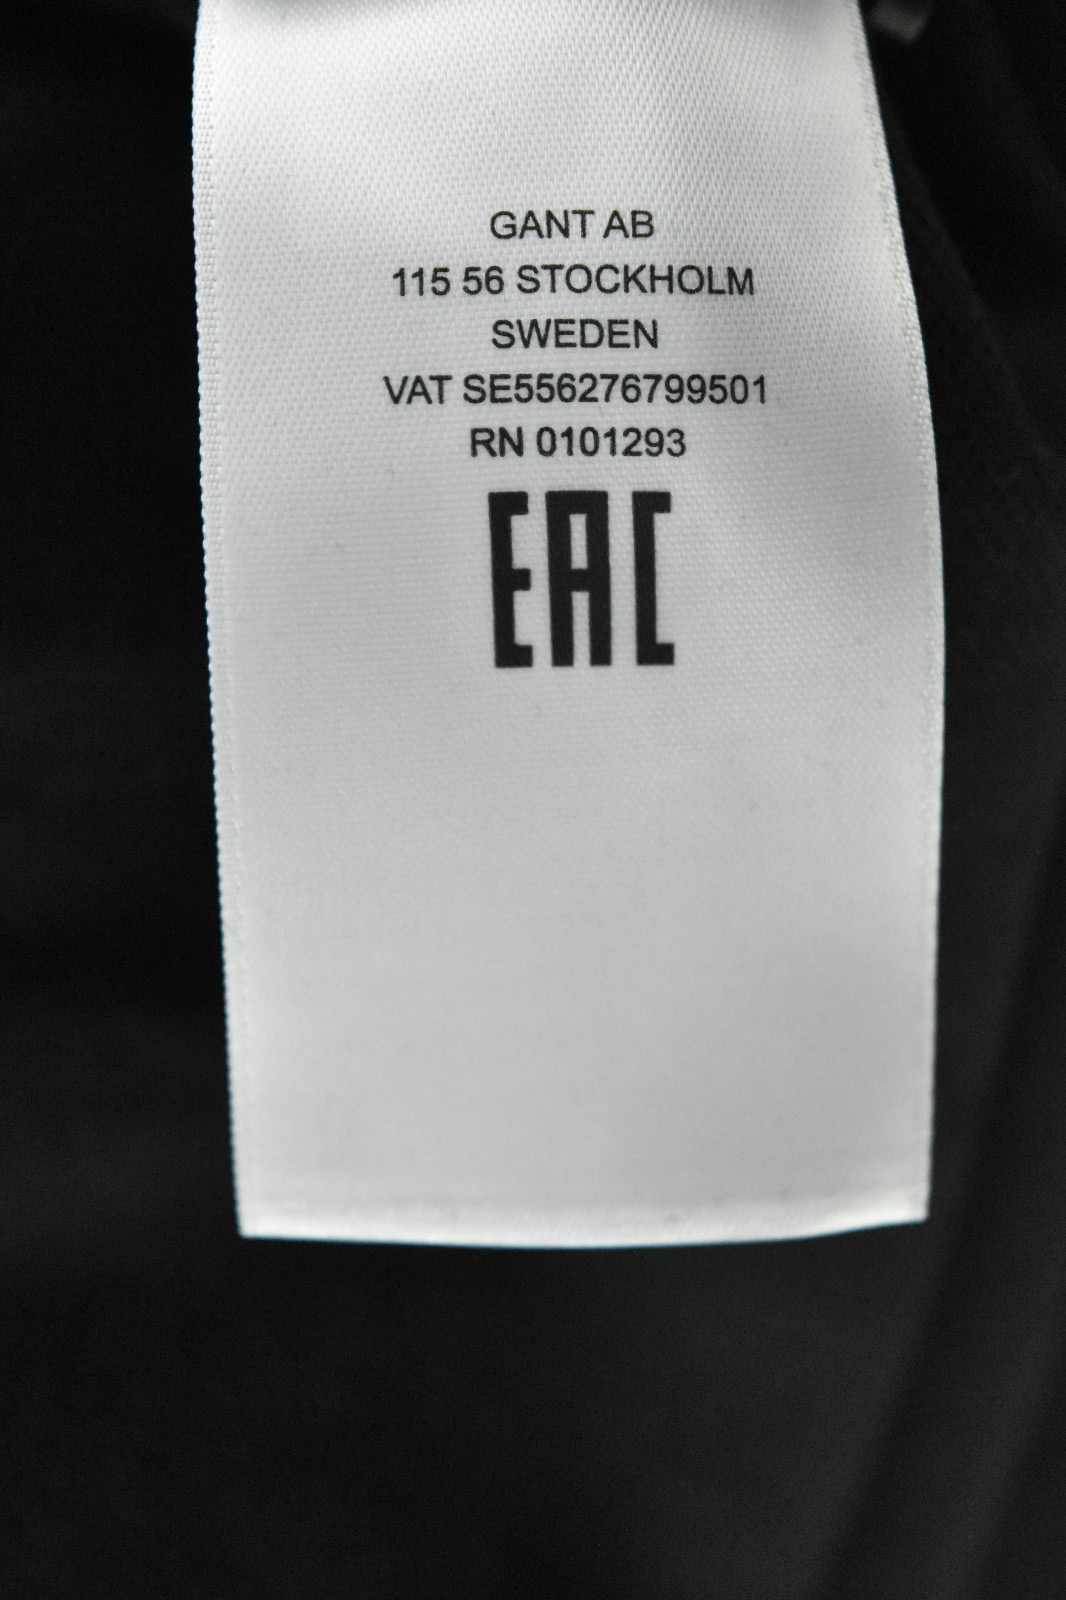 GANT AB
115 56 STOCKHOLM
SWEDEN
VAT SE556276799501
RN 0101293
EAC